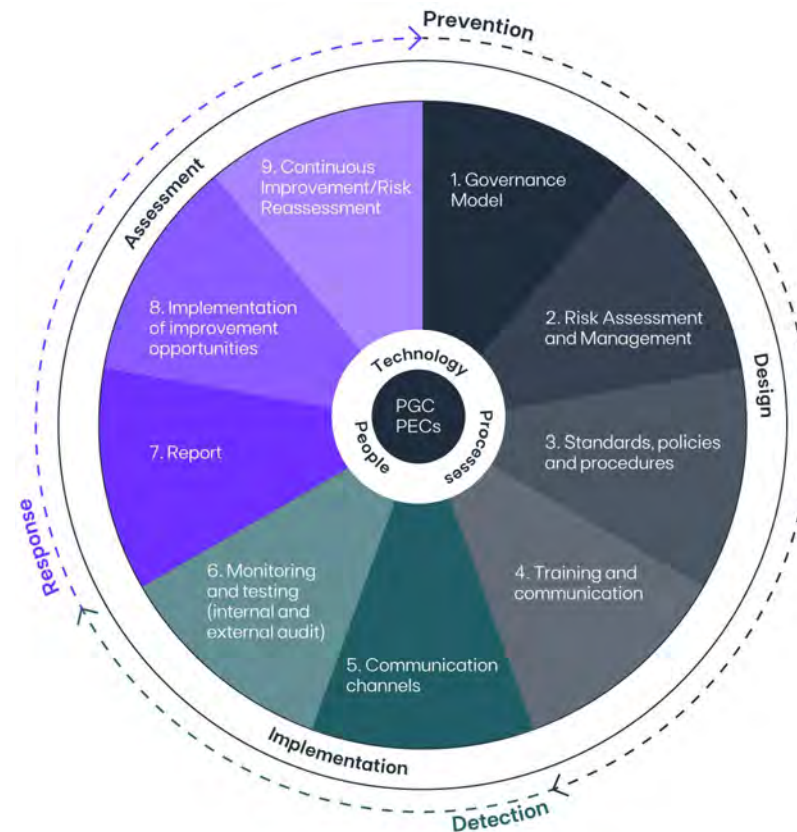 Prevention
Design
Detection
Implementation
Response
Assessment
1. Governance
Model
2. Risk Assessment
and Management
3. Standards, policies
and procedures
4. Training and
communication
5. Communication
channels
6. Monitoring
and testing
(internal and
external audit)
7. Report
8. Implementation
of improvement
opportunities
9. Continuous
Improvement/Risk
Reassessment
Technology
Processes
People
PGC
PECs